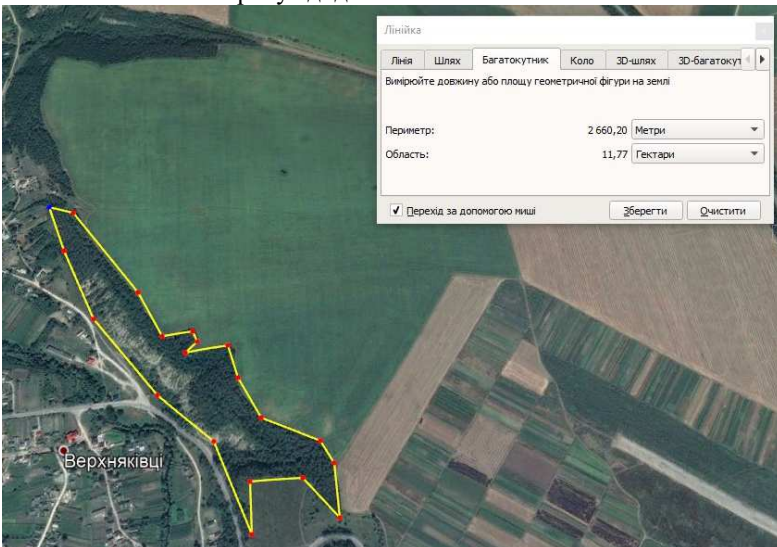 Лінійка
Лінія Шлях Багатокутник Коло 3D-шлях 3D-багатокут
Вимірюйте довжину або площу геометричної фігури на землі
Периметр: 2 660,20 Метри
Область: 11,77 Гектари
Перехід за допомогою миші Зберегти Очистити
Верхняківці